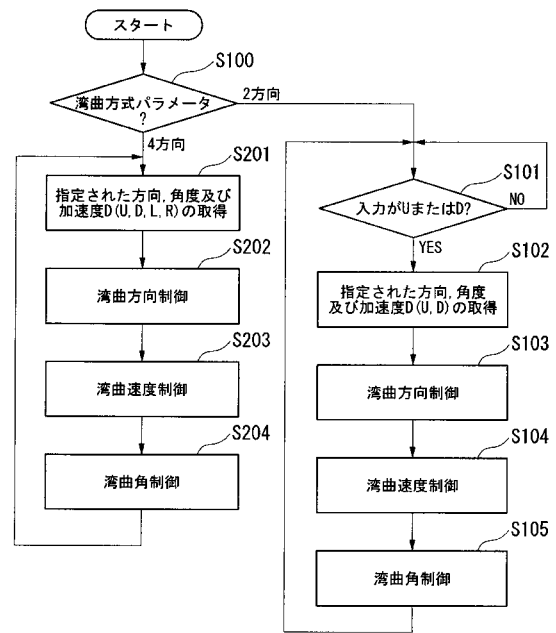 スタート
S100
湾曲方式パラメータ
?
2方向
4方向
S201
指定された方向,角度及び
加速度D(U,D,L,R)の取得
S202
湾曲方向制御
S203
湾曲速度制御
S204
湾曲角制御
S101
入力がUまたはD?
NO
YES
S102
指定された方向,角度
及び加速度D(U,D)の取得
S103
湾曲方向制御
S104
湾曲速度制御
S105
湾曲角制御